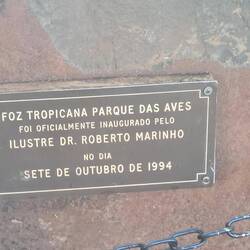 FOZ TROPICANA PARQUE DAS AVES
FOI OFICIALMENTE INAUGURADO PELO
ILUSTRE DR. ROBERTO MARINHO
NO DIA
SETE DE OUTUBRO DE 1994